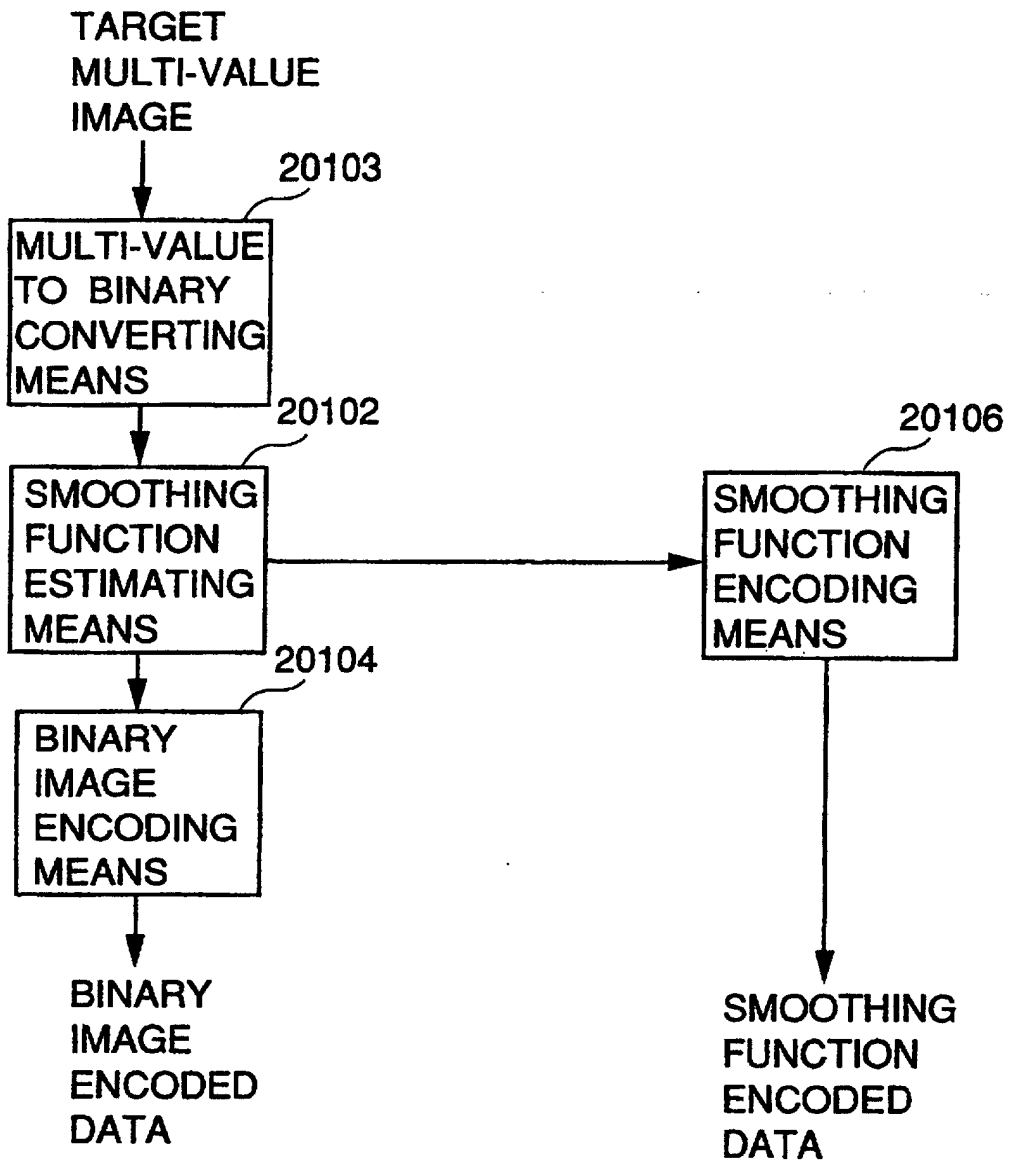 TARGET
MULTI-VALUE
IMAGE
20103
MULTI-VALUE
TO BINARY
CONVERTING
MEANS
20102
SMOOTHING
FUNCTION
ESTIMATING
MEANS
20106
SMOOTHING
FUNCTION
ENCODING
MEANS
20104
BINARY
IMAGE
ENCODING
MEANS
BINARY
IMAGE
ENCODED
DATA
SMOOTHING
FUNCTION
ENCODED
DATA